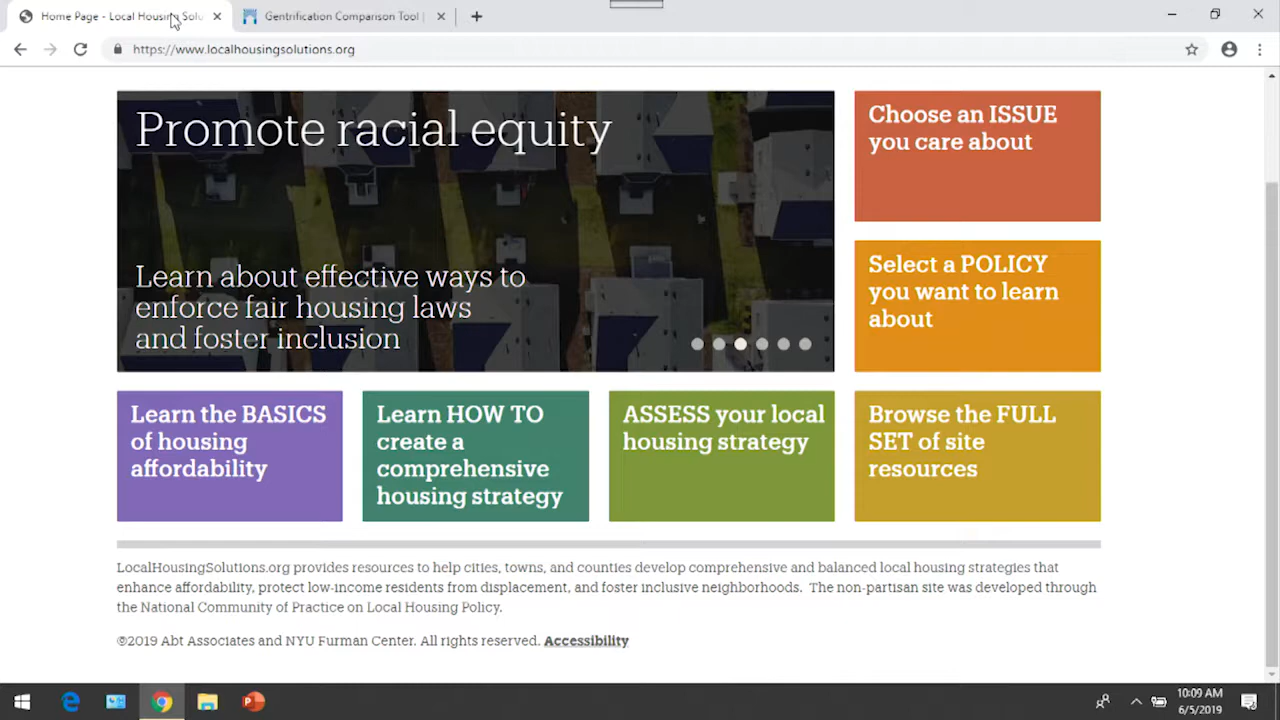 Home Page - Local Housing Solu
Gentrification Comparison Tool |
https://www.localhousingsolutions.org
Promote racial equity
Learn about effective ways to
enforce fair housing laws
and foster inclusion
Choose an ISSUE
you care about
Select a POLICY
you want to learn
about
Learn the BASICS
of housing
affordability
Learn HOW TO
create a
comprehensive
housing strategy
ASSESS your local
housing strategy
Browse the FULL
SET of site
resources
LocalHousingSolutions.org provides resources to help cities, towns, and counties develop comprehensive and balanced local housing strategies that
enhance affordability, protect low-income residents from displacement, and foster inclusive neighborhoods. The non-partisan site was developed through
the National Community of Practice on Local Housing Policy.
©2019 Abt Associates and NYU Furman Center. All rights reserved. Accessibility
10:09 AM
6/5/2019